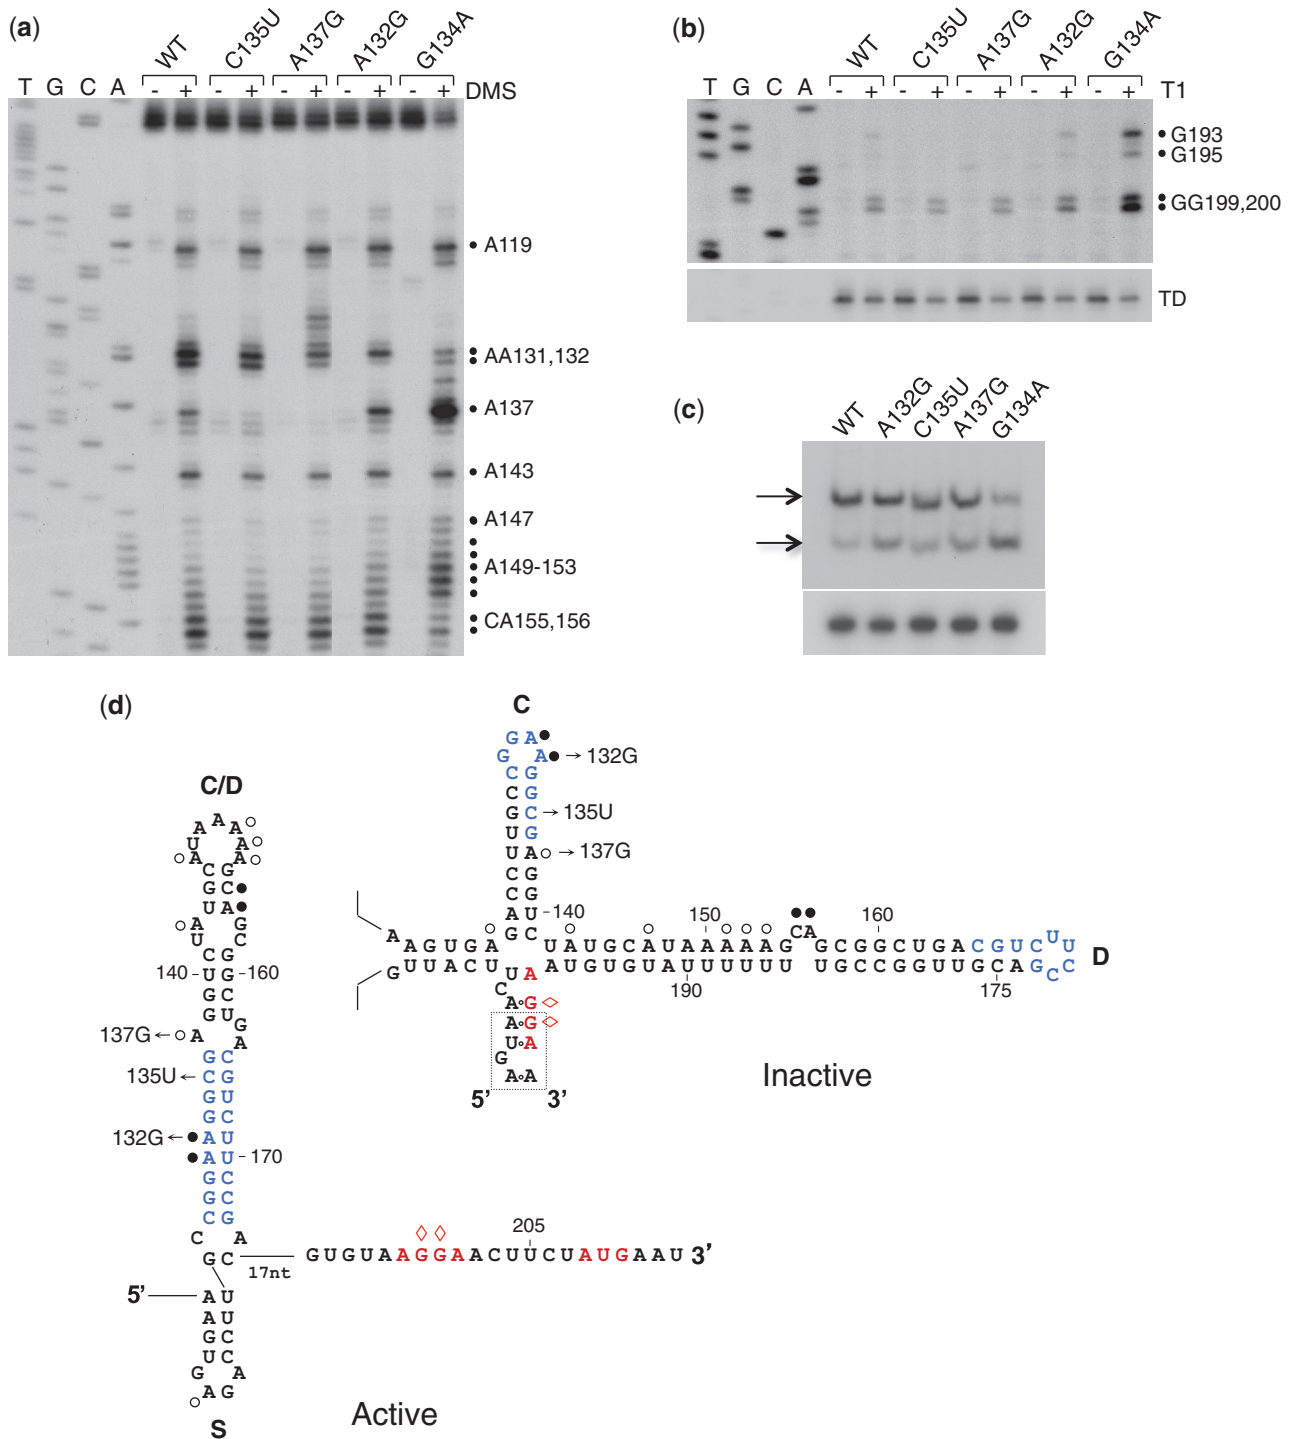 (a)
WT C135U A137G A132G G134A
T G C A - + - + - + - + - + DMS
A119
AA131,132
A137
A143
A147
A149-153
CA155,156
(b)
WT C135U A137G A132G G134A
T G C A - + - + - + - + - + T1
G193
G195
GG199,200
TD
(c)
WT A132G C135U A137G G134A
(d)
C
G A
G A → 132G
C G
C G
G C → 135U
U G
U A → 137G
C G
C G
A U - 140
G C
150 160
A A G U G A U A U G C A U A A A A A G C A G C G G C U G A C G U C U U
D
G U U A C U U A U G U G U A U U U U U U U G C C G G U U G C A G C C
190 175
U A
C
A G
A G
U A
G
A A
5' 3'
Inactive
C/D
A A A A A
U A
A C G
G C
U A
A G
U C
C G
140 - U G - 160
G C
G U
137G ← A G
A
G C
135U ← C G
G U
G C
132G ← A U
A U - 170
G C
G C
C G
C A
G C
17nt
205
G U G U A A G G A A C U U C U A U G A A U 3'
5' A U
A U
G C
U C
G A
A G
S
Active